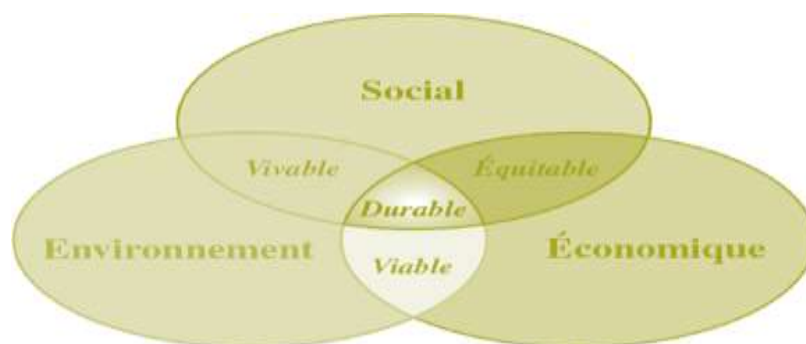 Social
Vivable
Équitable
Durable
Environnement
Économique
Viable